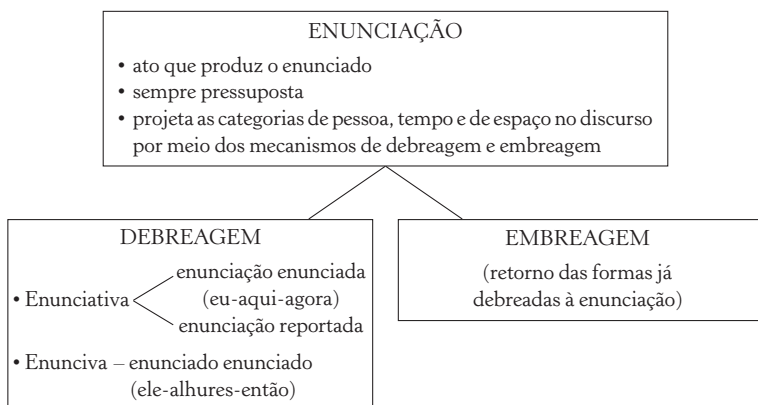 ENUNCIAÇÃO
• ato que produz o enunciado
• sempre pressuposta
• projeta as categorias de pessoa, tempo e de espaço no discurso
por meio dos mecanismos de debreagem e embreagem
DEBREAGEM
enunciação enunciada
• Enunciativa
(eu-aqui-agora)
enunciação reportada
• Enunciva – enunciado enunciado
(ele-alhures-então)
EMBREAGEM
(retorno das formas já
debreadas à enunciação)